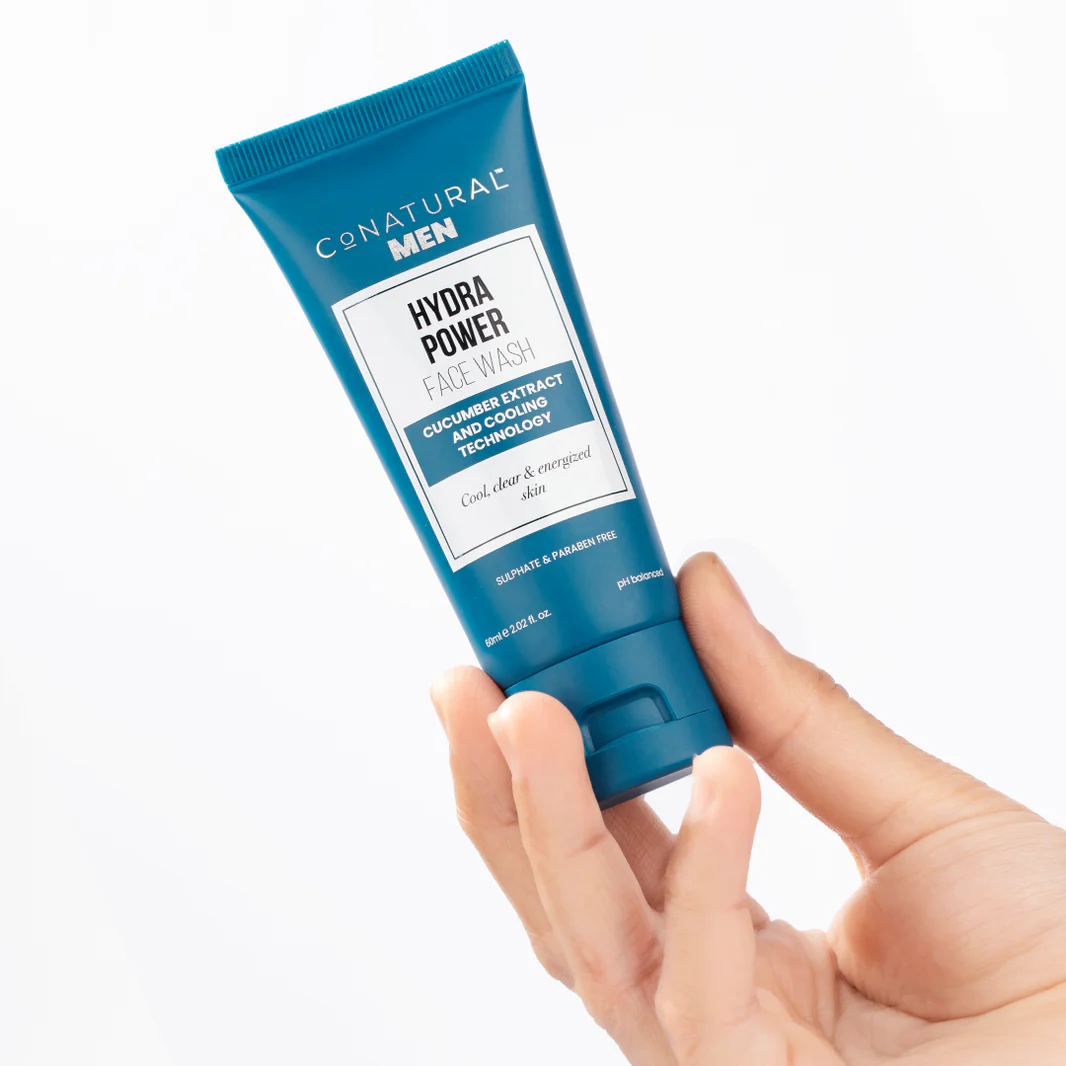 CoNATURAL™
MEN
HYDRA
POWER
FACE WASH
CUCUMBER EXTRACT
AND COOLING
TECHNOLOGY
Cool, clear & energized
skin
SULPHATE & PARABEN FREE
pH balanced
60ml e 2.02 fl. oz.